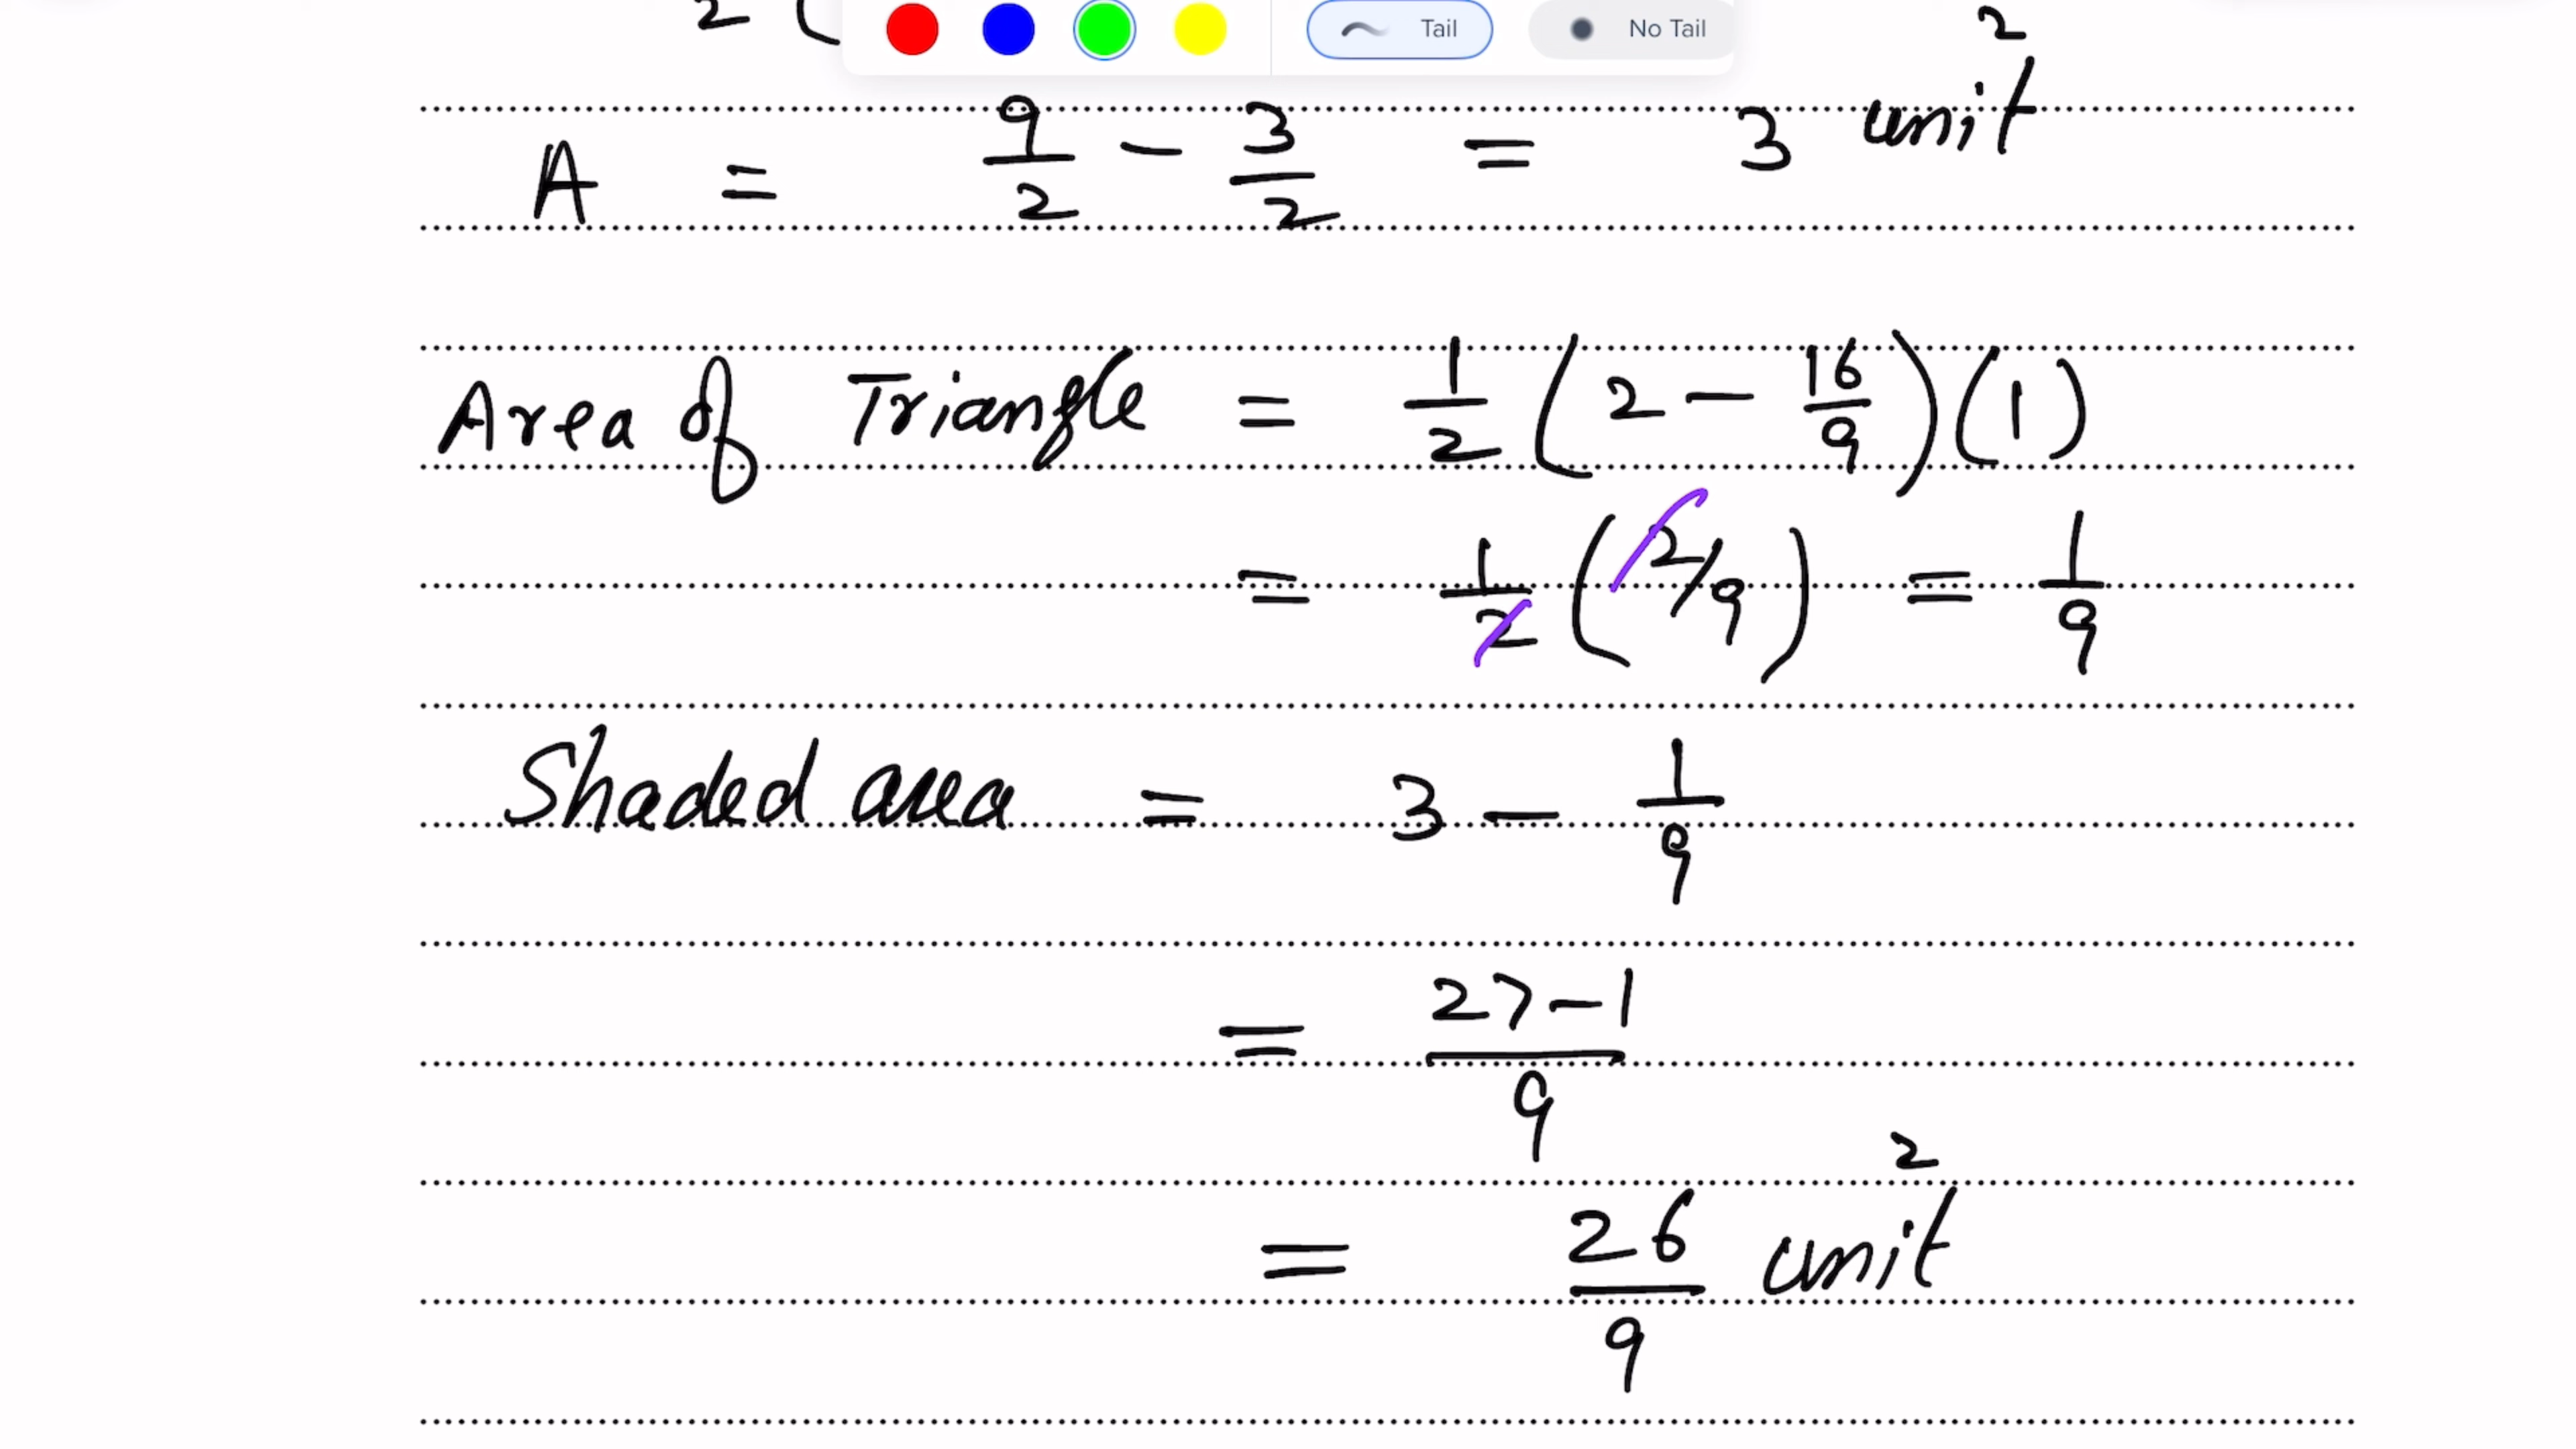 2 (
Tail No Tail
A = 9/2 - 3/2 = 3 unit²
Area of Triangle = 1/2 (2 - 16/9)(1)
= 1/2 (2/9) = 1/9
Shaded area = 3 - 1/9
= 27-1/9
= 26/9 unit²